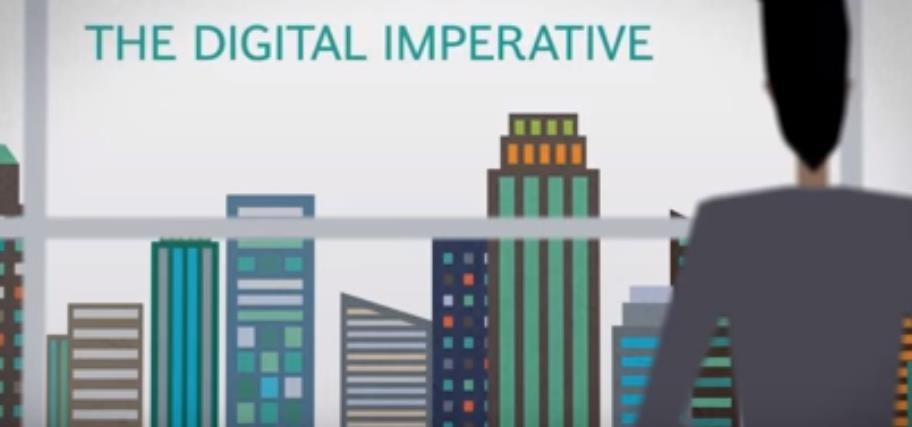 THE DIGITAL IMPERATIVE